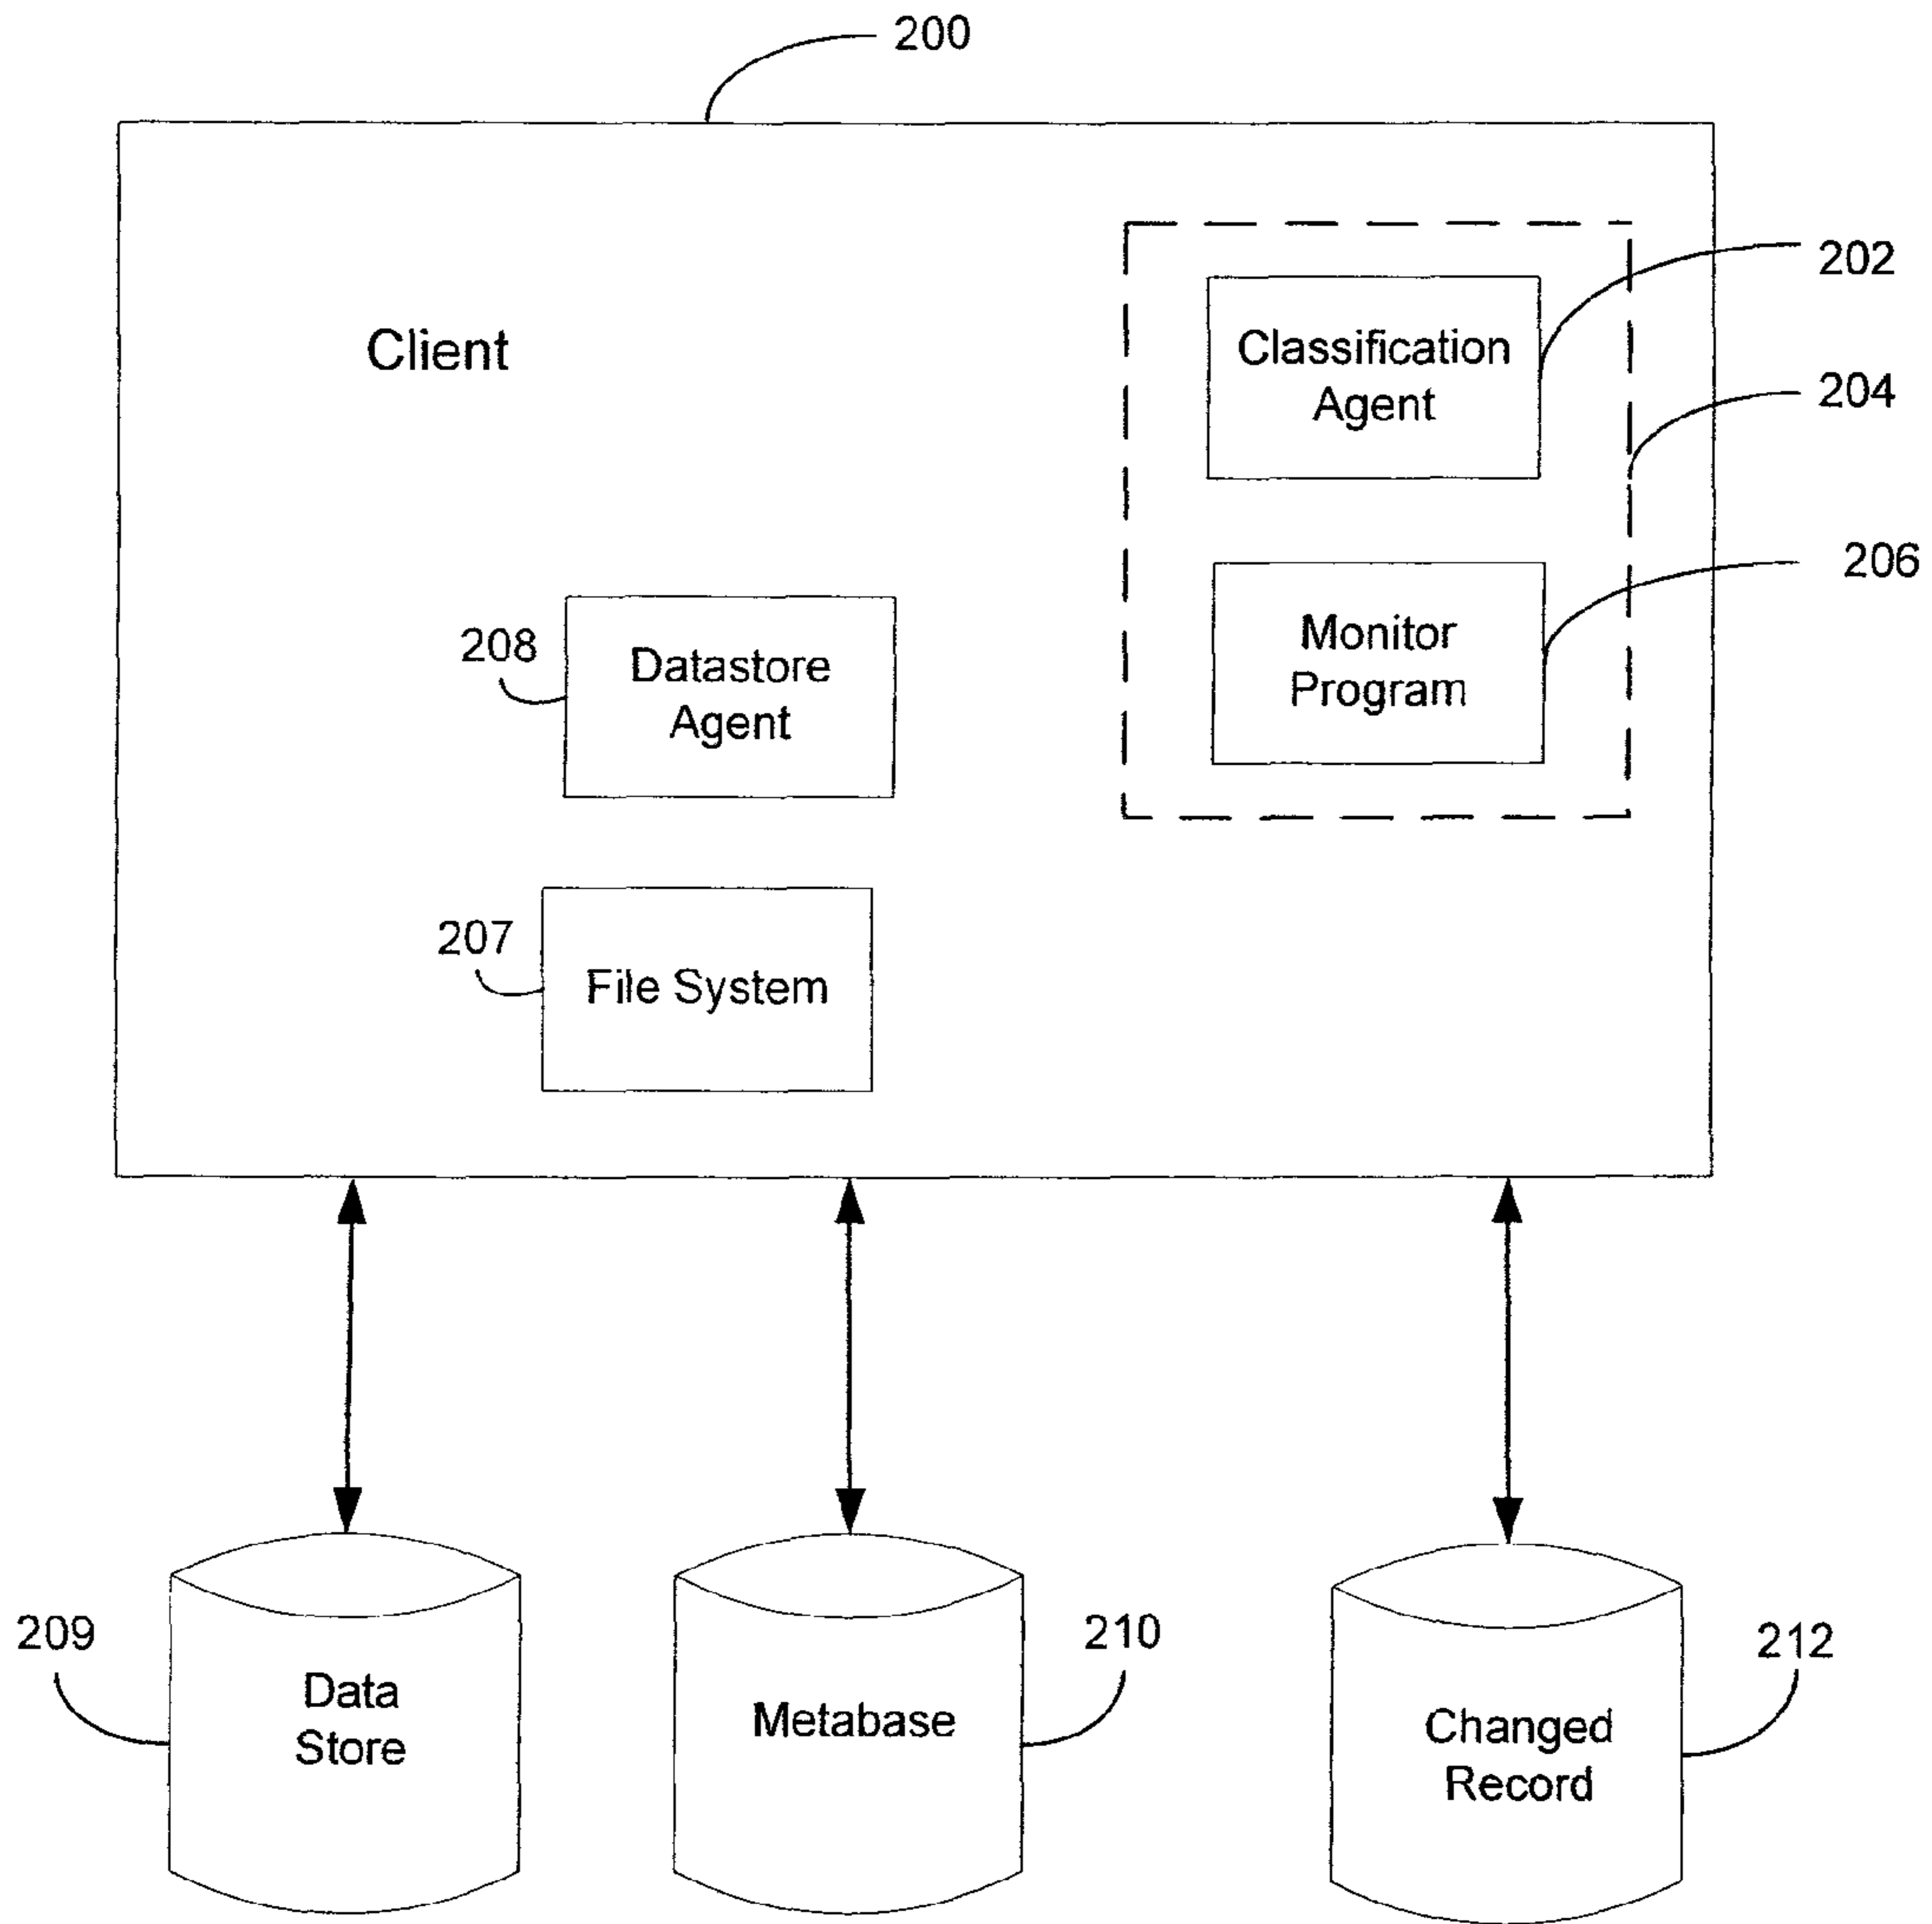 200
Client
Classification
Agent
202
204
Monitor
Program
206
208
Datastore
Agent
207
File System
209
Data
Store
Metabase
210
Changed
Record
212